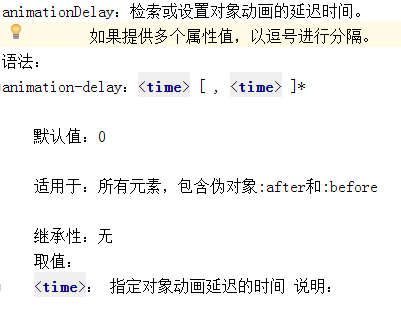 animationDelay：检索或设置对象动画的延迟时间。
如果提供多个属性值，以逗号进行分隔。
语法：
animation-delay：<time> [ , <time> ]*
默认值：0
适用于：所有元素，包含伪对象:after和:before
继承性：无
取值：
<time>： 指定对象动画延迟的时间 说明：